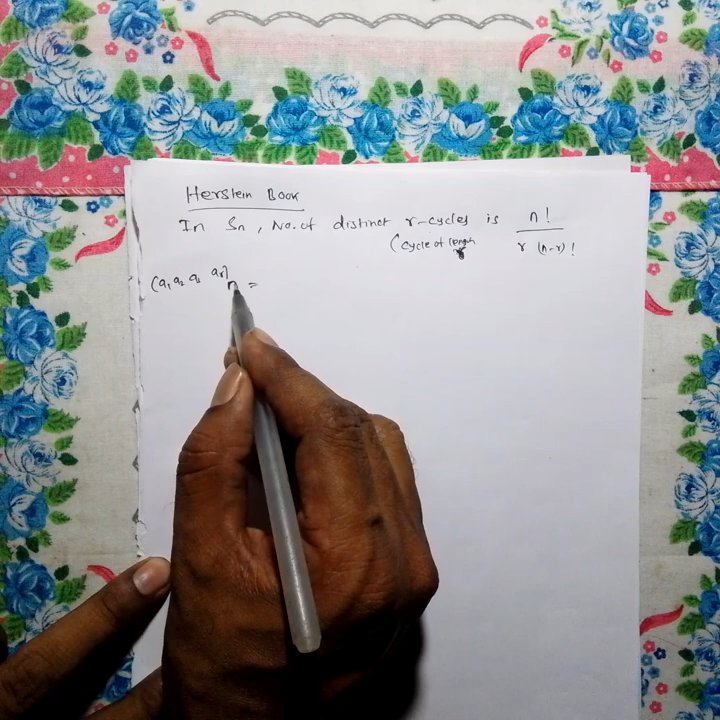 Herstein Book
In Sn, No. of distinct r-cycles is n! / r (n-r)!
(cycle of length r
(a₁ a₂ a₃ aᵣ) n =